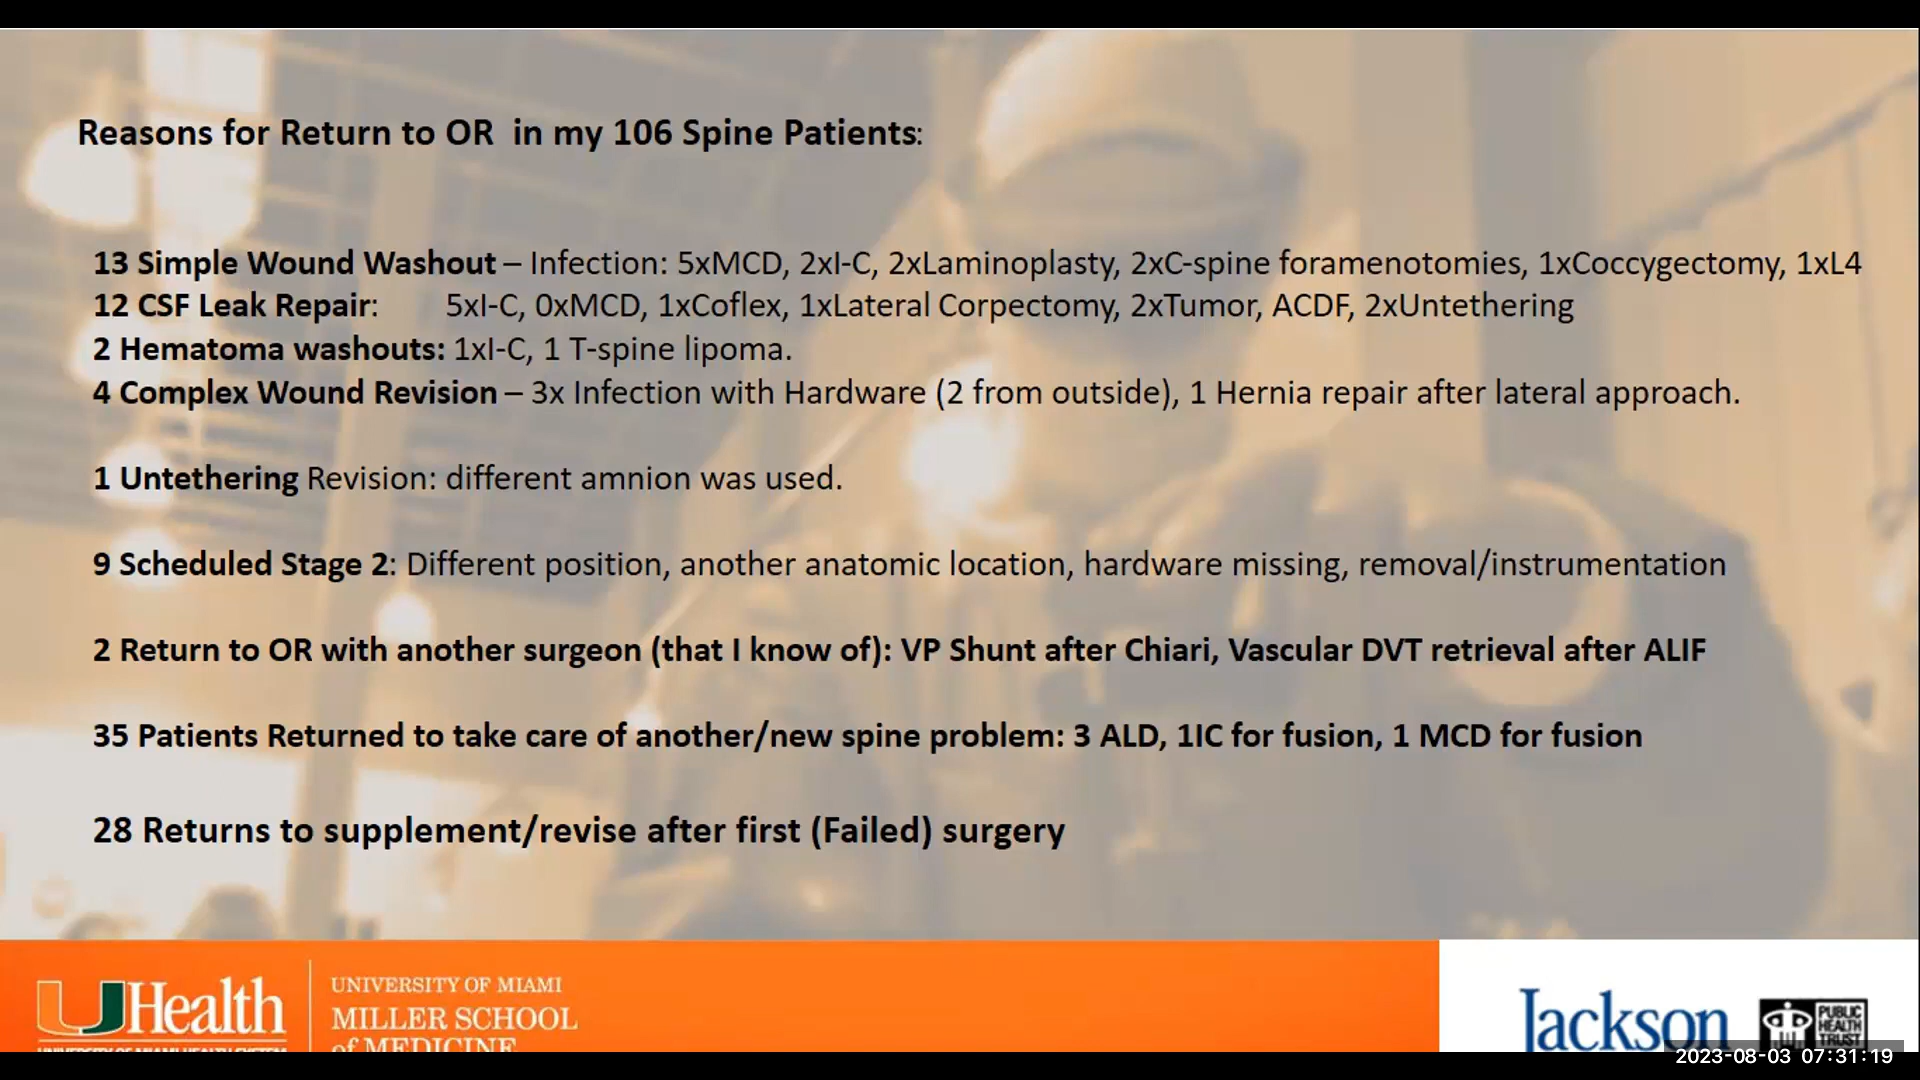 Reasons for Return to OR  in my 106 Spine Patients:
13 Simple Wound Washout – Infection: 5xMCD, 2xI-C, 2xLaminoplasty, 2xC-spine foramenotomies, 1xCoccygectomy, 1xL4
12 CSF Leak Repair: 5xI-C, 0xMCD, 1xCoflex, 1xLateral Corpectomy, 2xTumor, ACDF, 2xUntethering
2 Hematoma washouts: 1xI-C, 1 T-spine lipoma.
4 Complex Wound Revision – 3x Infection with Hardware (2 from outside), 1 Hernia repair after lateral approach.
1 Untethering Revision: different amnion was used.
9 Scheduled Stage 2: Different position, another anatomic location, hardware missing, removal/instrumentation
2 Return to OR with another surgeon (that I know of): VP Shunt after Chiari, Vascular DVT retrieval after ALIF
35 Patients Returned to take care of another/new spine problem: 3 ALD, 1IC for fusion, 1 MCD for fusion
28 Returns to supplement/revise after first (Failed) surgery
UHealth
UNIVERSITY OF MIAMI HEALTH SYSTEM
UNIVERSITY OF MIAMI
MILLER SCHOOL
of MEDICINE
Jackson
PUBLIC
HEALTH
TRUST
2023-08-03 07:31:19